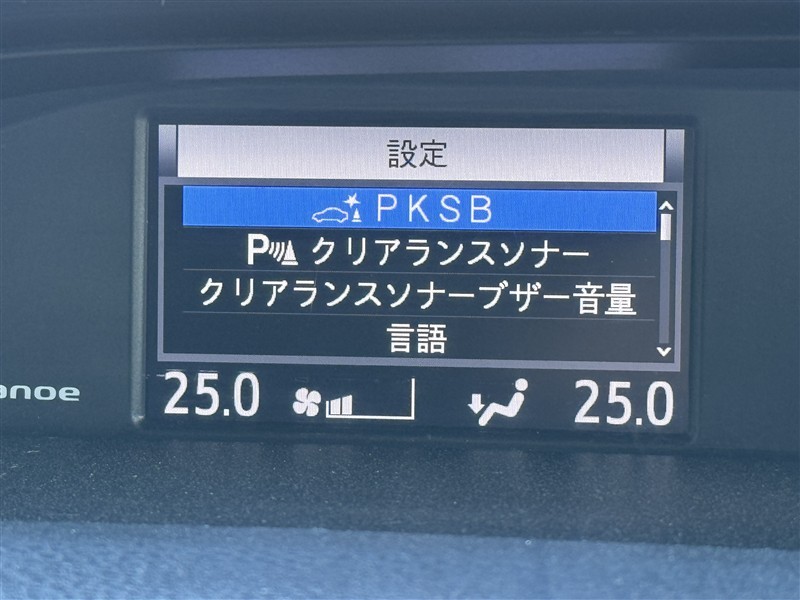 設定
PKSB
P クリアランスソナー
クリアランスソナーブザー音量
言語
anoe
25.0 25.0